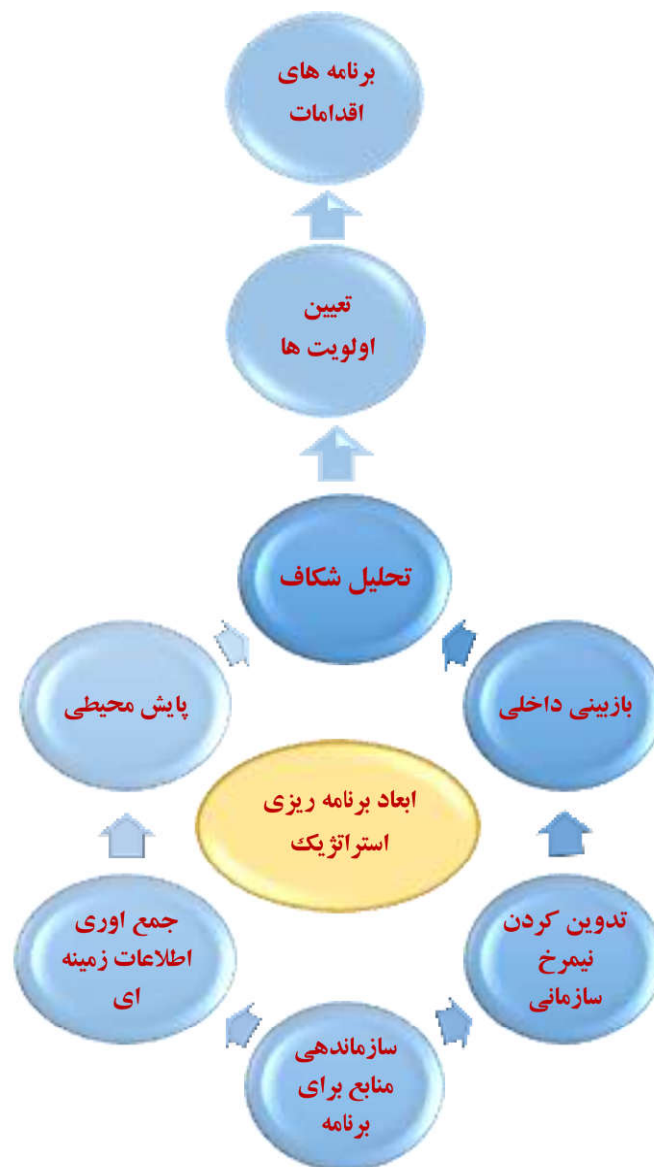 برنامه های
اقدامات
تعیین
اولویت ها
تحلیل شکاف
بازبینی داخلی
پایش محیطی
ابعاد برنامه ریزی
استراتژیک
تدوین کردن
نیمرخ
سازمانی
جمع اوری
اطلاعات زمینه
ای
سازماندهی
منابع برای
برنامه